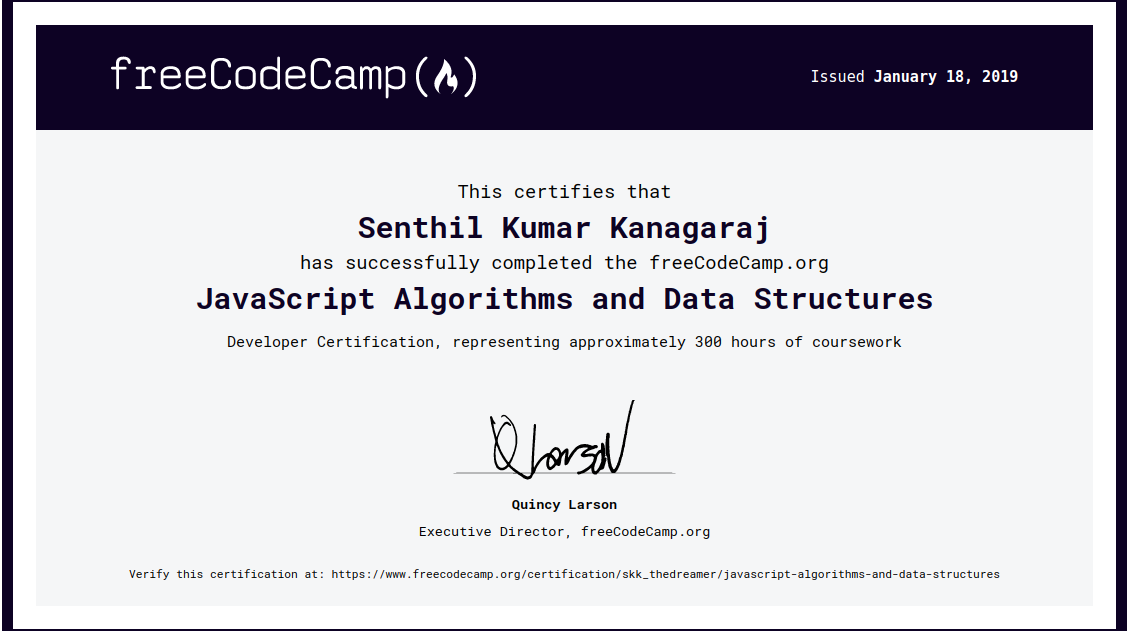 freeCodeCamp
Issued January 18, 2019
This certifies that
Senthil Kumar Kanagaraj
has successfully completed the freeCodeCamp.org
JavaScript Algorithms and Data Structures
Developer Certification, representing approximately 300 hours of coursework
QLarson
Quincy Larson
Executive Director, freeCodeCamp.org
Verify this certification at: https://www.freecodecamp.org/certification/skk_thedreamer/javascript-algorithms-and-data-structures